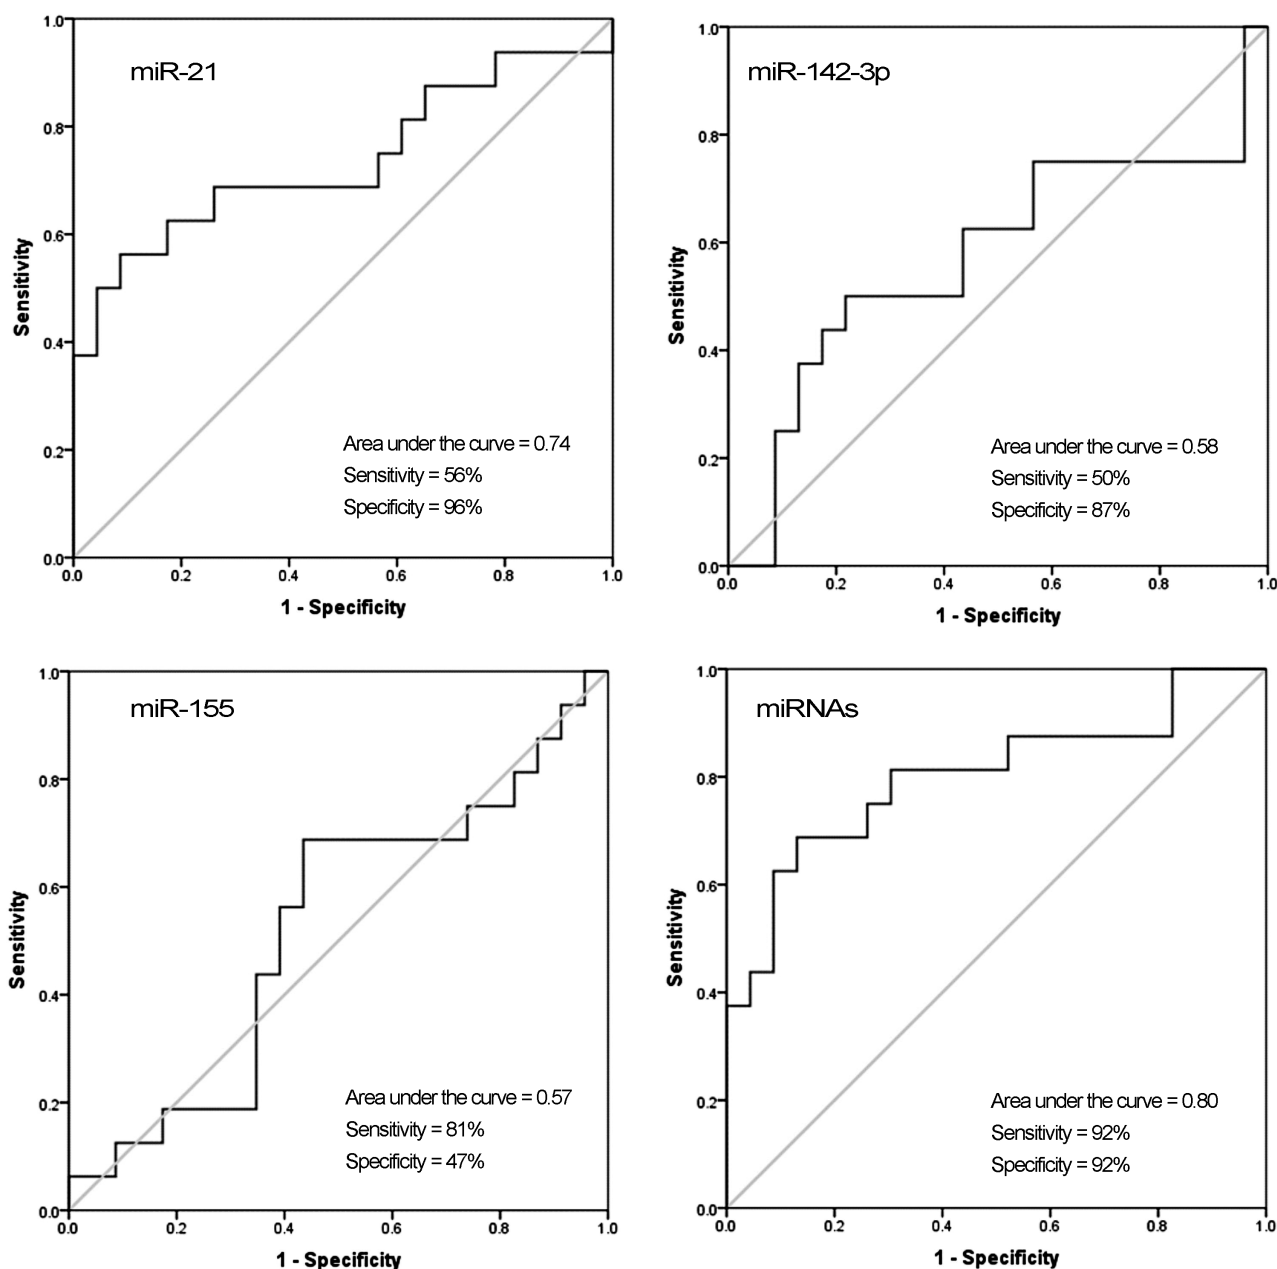 miR-21
1.0
0.8
0.6
0.4
0.2
0.0
Sensitivity
Area under the curve = 0.74
Sensitivity = 56%
Specificity = 96%
0.0 0.2 0.4 0.6 0.8 1.0
1 - Specificity
miR-142-3p
1.0
0.8
0.6
0.4
0.2
0.0
Sensitivity
Area under the curve = 0.58
Sensitivity = 50%
Specificity = 87%
0.0 0.2 0.4 0.6 0.8 1.0
1 - Specificity
miR-155
1.0
0.8
0.6
0.4
0.2
0.0
Sensitivity
Area under the curve = 0.57
Sensitivity = 81%
Specificity = 47%
0.0 0.2 0.4 0.6 0.8 1.0
1 - Specificity
miRNAs
1.0
0.8
0.6
0.4
0.2
0.0
Sensitivity
Area under the curve = 0.80
Sensitivity = 92%
Specificity = 92%
0.0 0.2 0.4 0.6 0.8 1.0
1 - Specificity